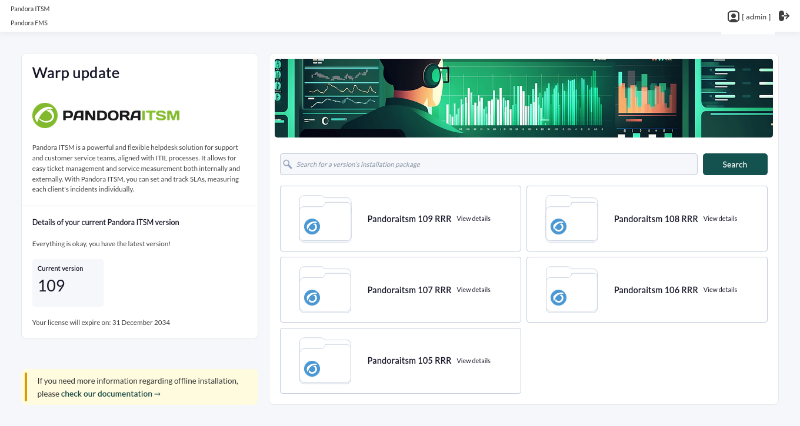 Pandora ITSM
Pandora FMS
[ admin ]
Warp update
PANDORAITSM
Pandora ITSM is a powerful and flexible helpdesk solution for support
and customer service teams, aligned with ITIL processes. It allows for
easy ticket management and service measurement both internally and
externally. With Pandora ITSM, you can set and track SLAs, measuring
each client's incidents individually.
Details of your current Pandora ITSM version
Everything is okay, you have the latest version!
Current version
109
Your license will expire on: 31 December 2034
If you need more information regarding offline installation,
please check our documentation →
Search for a version's installation package
Search
Pandoraitsm 109 RRR View details
Pandoraitsm 108 RRR View details
Pandoraitsm 107 RRR View details
Pandoraitsm 106 RRR View details
Pandoraitsm 105 RRR View details